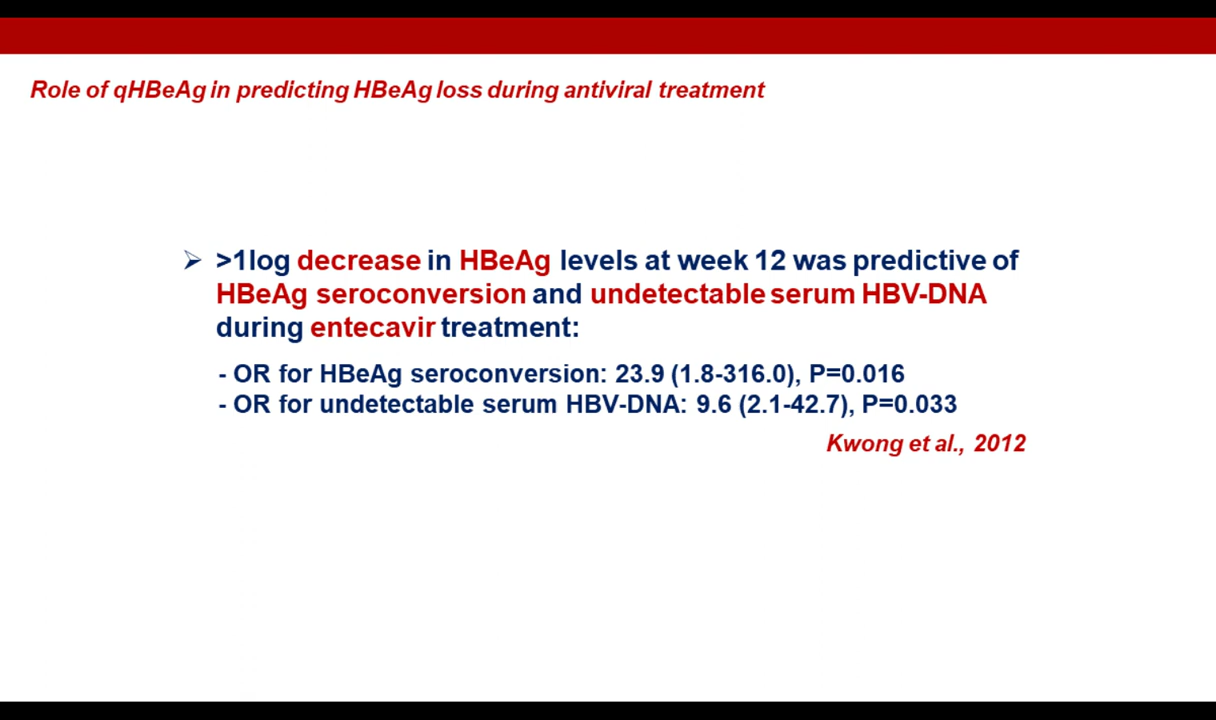 Role of qHBeAg in predicting HBeAg loss during antiviral treatment
➢ >1log decrease in HBeAg levels at week 12 was predictive of
HBeAg seroconversion and undetectable serum HBV-DNA
during entecavir treatment:
- OR for HBeAg seroconversion: 23.9 (1.8-316.0), P=0.016
- OR for undetectable serum HBV-DNA: 9.6 (2.1-42.7), P=0.033
Kwong et al., 2012